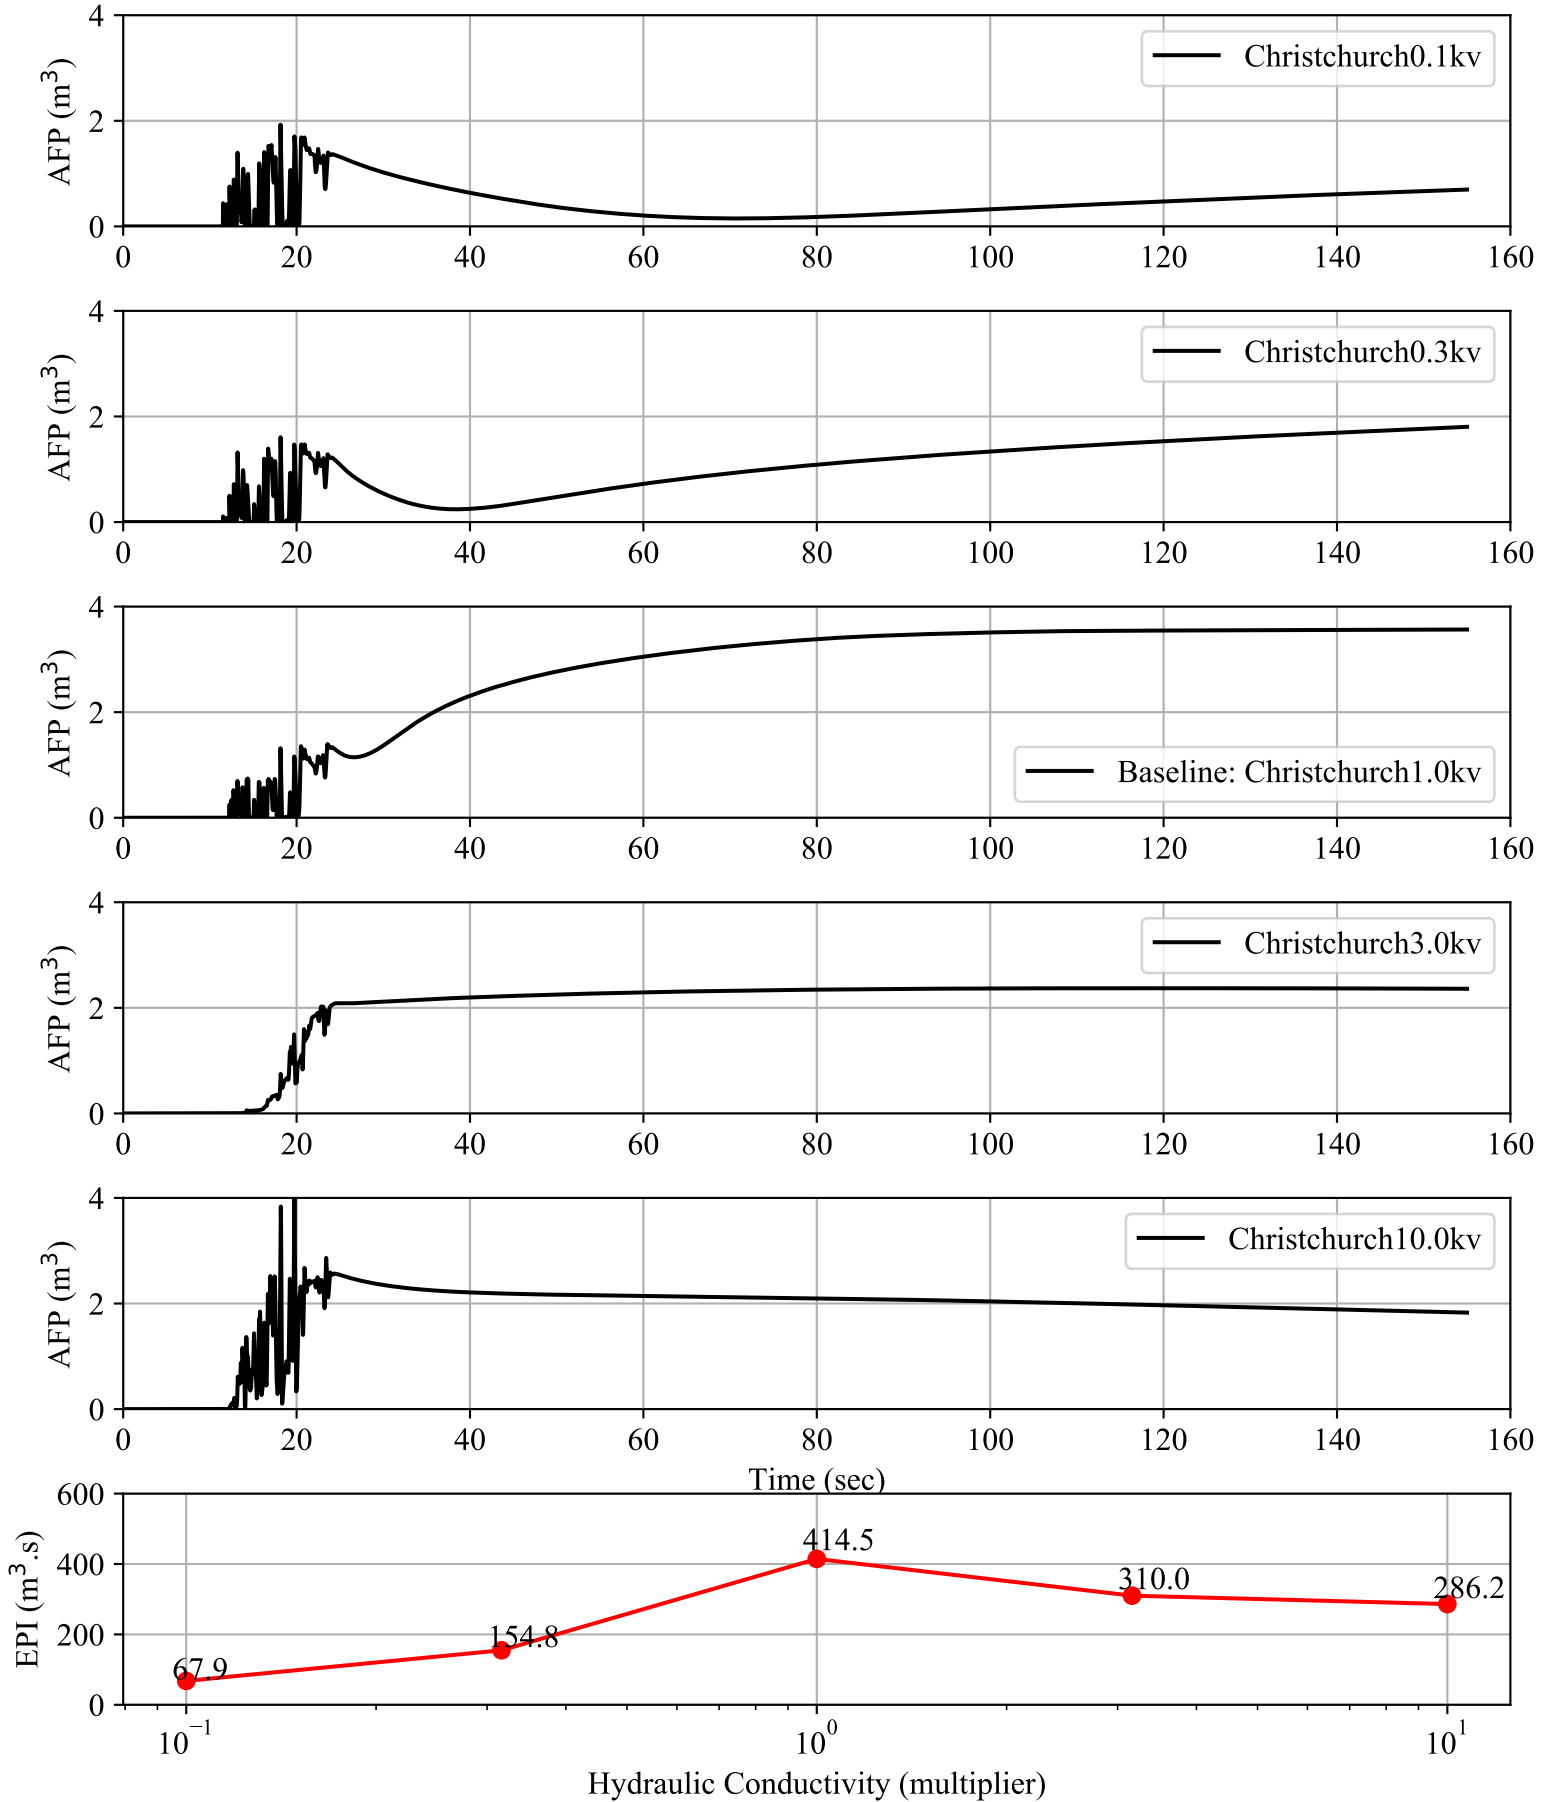 4
2
0
AFP (m³)
Christchurch0.1kv
0 20 40 60 80 100 120 140 160
4
2
0
AFP (m³)
Christchurch0.3kv
0 20 40 60 80 100 120 140 160
4
2
0
AFP (m³)
Baseline: Christchurch1.0kv
0 20 40 60 80 100 120 140 160
4
2
0
AFP (m³)
Christchurch3.0kv
0 20 40 60 80 100 120 140 160
4
2
0
AFP (m³)
Christchurch10.0kv
0 20 40 60 80 100 120 140 160
Time (sec)
600
400
200
0
EPI (m³.s)
67.9 154.8 414.5 310.0 286.2
10⁻¹ 10⁰ 10¹
Hydraulic Conductivity (multiplier)